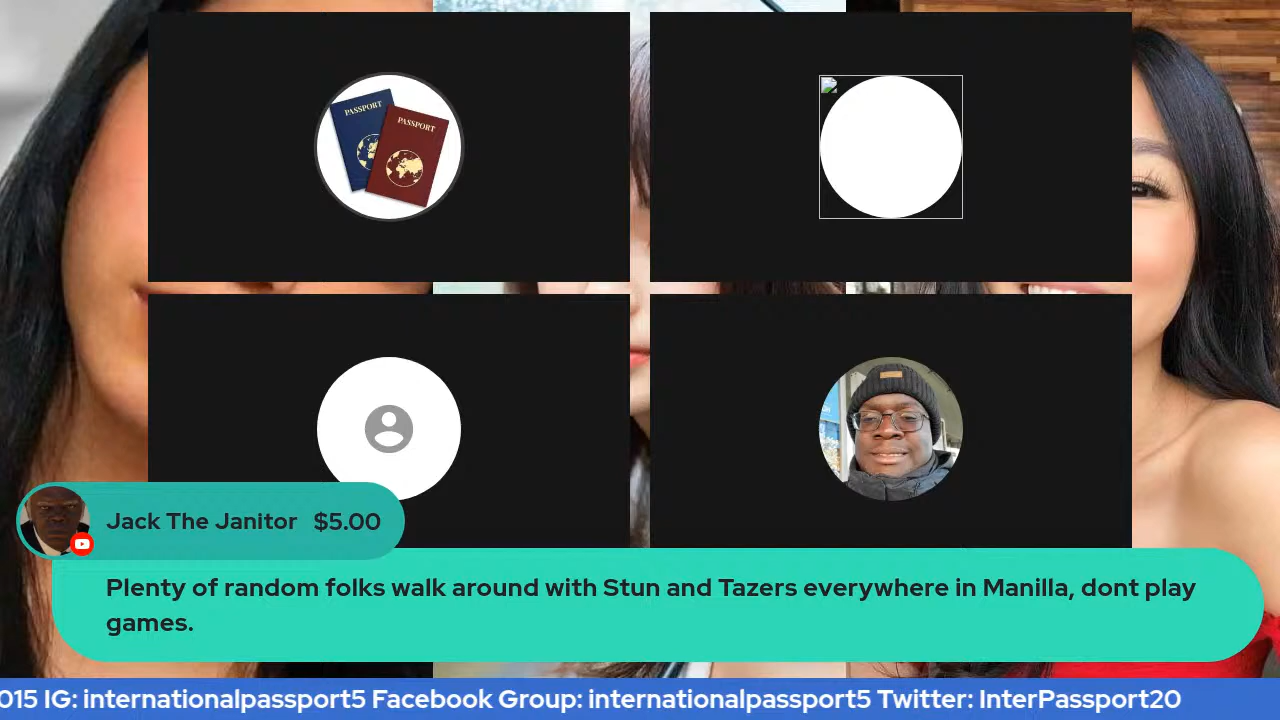 PASSPORT
PASSPORT
Jack The Janitor $5.00
Plenty of random folks walk around with Stun and Tazers everywhere in Manilla, dont play
games.
015 IG: internationalpassport5 Facebook Group: internationalpassport5 Twitter: InterPassport20